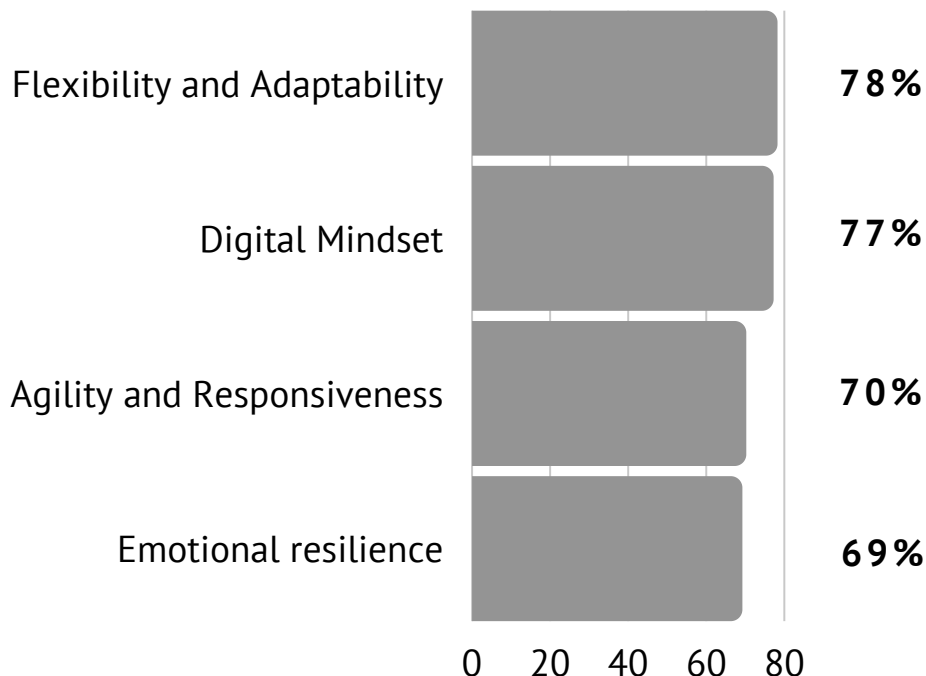 Flexibility and Adaptability 78%
Digital Mindset 77%
Agility and Responsiveness 70%
Emotional resilience 69%
0 20 40 60 80